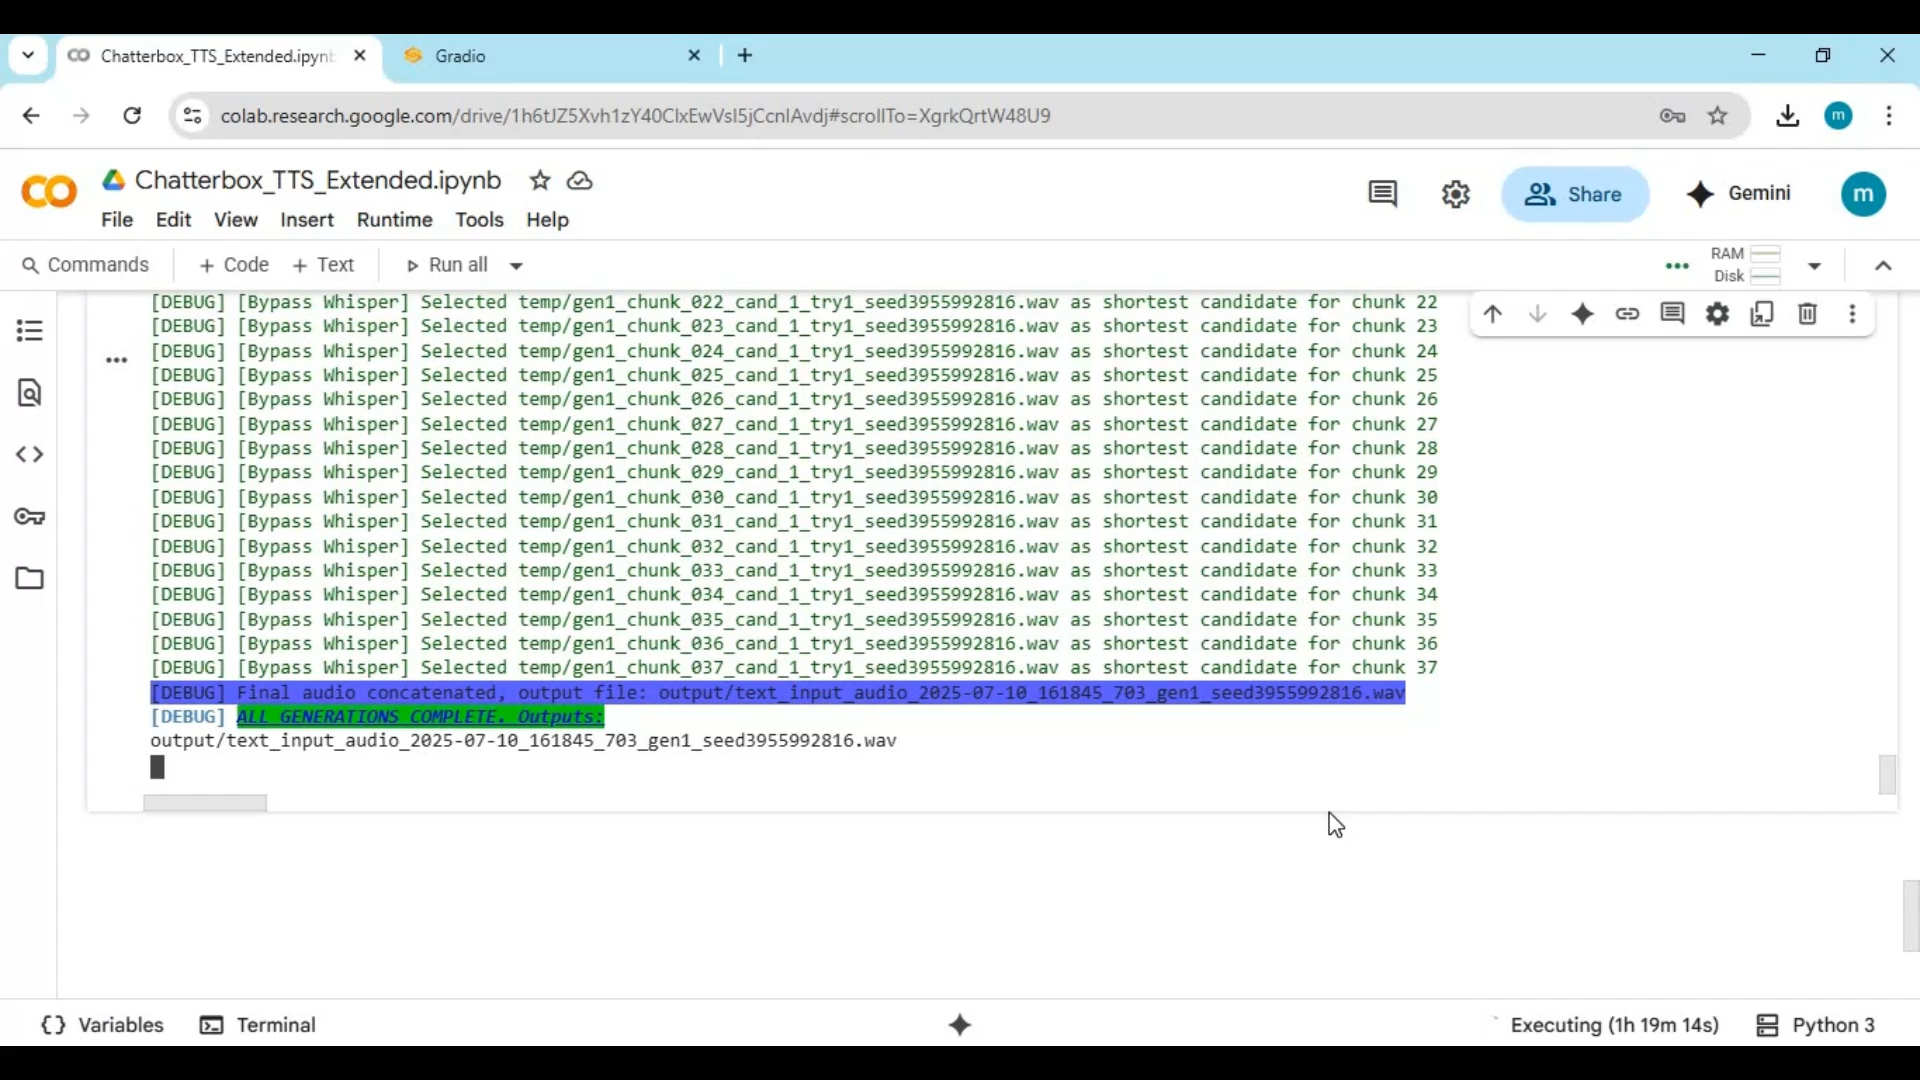 Chatterbox_TTS_Extended.ipynb
Gradio
colab.research.google.com/drive/1h6tJZ5Xvh1zY40ClxEwVsI5jCcnlAvdj#scrollTo=XgrkQrtW48U9
m
Chatterbox_TTS_Extended.ipynb
File Edit View Insert Runtime Tools Help
Share
Gemini
m
Commands + Code + Text Run all
RAM
Disk
[DEBUG] [Bypass Whisper] Selected temp/gen1_chunk_022_cand_1_try1_seed3955992816.wav as shortest candidate for chunk 22
[DEBUG] [Bypass Whisper] Selected temp/gen1_chunk_023_cand_1_try1_seed3955992816.wav as shortest candidate for chunk 23
[DEBUG] [Bypass Whisper] Selected temp/gen1_chunk_024_cand_1_try1_seed3955992816.wav as shortest candidate for chunk 24
[DEBUG] [Bypass Whisper] Selected temp/gen1_chunk_025_cand_1_try1_seed3955992816.wav as shortest candidate for chunk 25
[DEBUG] [Bypass Whisper] Selected temp/gen1_chunk_026_cand_1_try1_seed3955992816.wav as shortest candidate for chunk 26
[DEBUG] [Bypass Whisper] Selected temp/gen1_chunk_027_cand_1_try1_seed3955992816.wav as shortest candidate for chunk 27
[DEBUG] [Bypass Whisper] Selected temp/gen1_chunk_028_cand_1_try1_seed3955992816.wav as shortest candidate for chunk 28
[DEBUG] [Bypass Whisper] Selected temp/gen1_chunk_029_cand_1_try1_seed3955992816.wav as shortest candidate for chunk 29
[DEBUG] [Bypass Whisper] Selected temp/gen1_chunk_030_cand_1_try1_seed3955992816.wav as shortest candidate for chunk 30
[DEBUG] [Bypass Whisper] Selected temp/gen1_chunk_031_cand_1_try1_seed3955992816.wav as shortest candidate for chunk 31
[DEBUG] [Bypass Whisper] Selected temp/gen1_chunk_032_cand_1_try1_seed3955992816.wav as shortest candidate for chunk 32
[DEBUG] [Bypass Whisper] Selected temp/gen1_chunk_033_cand_1_try1_seed3955992816.wav as shortest candidate for chunk 33
[DEBUG] [Bypass Whisper] Selected temp/gen1_chunk_034_cand_1_try1_seed3955992816.wav as shortest candidate for chunk 34
[DEBUG] [Bypass Whisper] Selected temp/gen1_chunk_035_cand_1_try1_seed3955992816.wav as shortest candidate for chunk 35
[DEBUG] [Bypass Whisper] Selected temp/gen1_chunk_036_cand_1_try1_seed3955992816.wav as shortest candidate for chunk 36
[DEBUG] [Bypass Whisper] Selected temp/gen1_chunk_037_cand_1_try1_seed3955992816.wav as shortest candidate for chunk 37
[DEBUG] Final audio concatenated, output file: output/text_input_audio_2025-07-10_161845_703_gen1_seed3955992816.wav
[DEBUG] ALL GENERATIONS COMPLETE. Outputs:
output/text_input_audio_2025-07-10_161845_703_gen1_seed3955992816.wav
Variables Terminal Executing (1h 19m 14s) Python 3